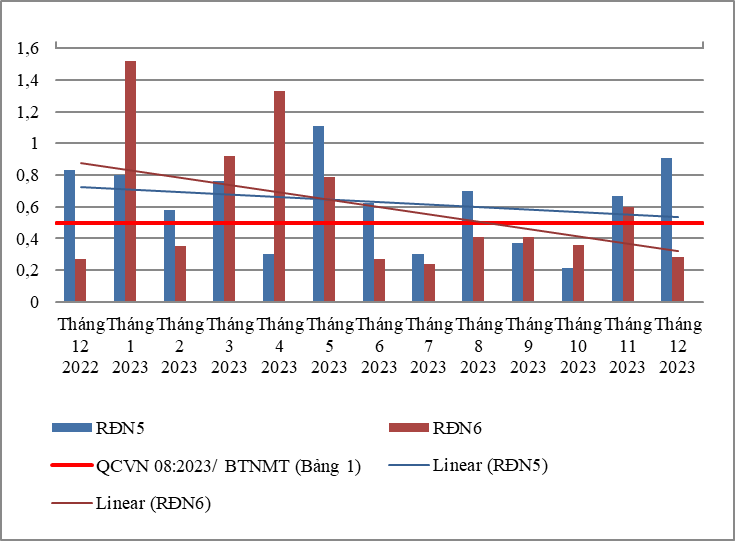 1,6
1,4
1,2
1
0,8
0,6
0,4
0,2
0
Tháng Tháng Tháng Tháng Tháng Tháng Tháng Tháng Tháng Tháng Tháng Tháng Tháng
12 1 2 3 4 5 6 7 8 9 10 11 12
2022 2023 2023 2023 2023 2023 2023 2023 2023 2023 2023 2023 2023
RĐN5 RĐN6
QCVN 08:2023/ BTNMT (Bảng 1) Linear (RĐN5)
Linear (RĐN6)